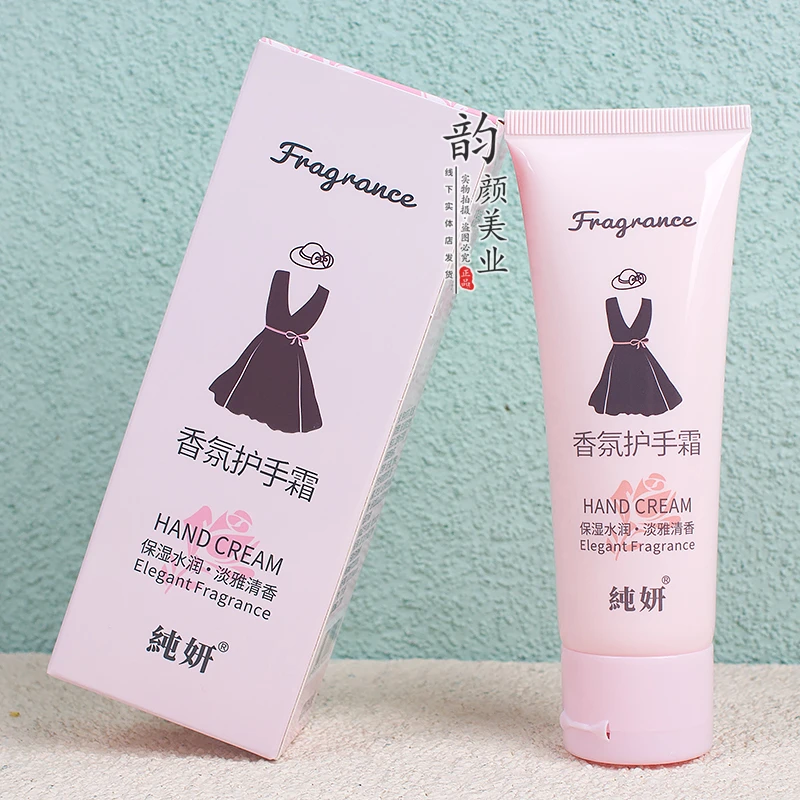 Fragrance
香氛护手霜
HAND CREAM
保湿水润·淡雅清香
Elegant Fragrance
純妍®
韵颜美业
线下实体店发货
实物拍摄·盗图必究
正品
Fragrance
香氛护手霜
HAND CREAM
保湿水润·淡雅清香
Elegant Fragrance
純妍®